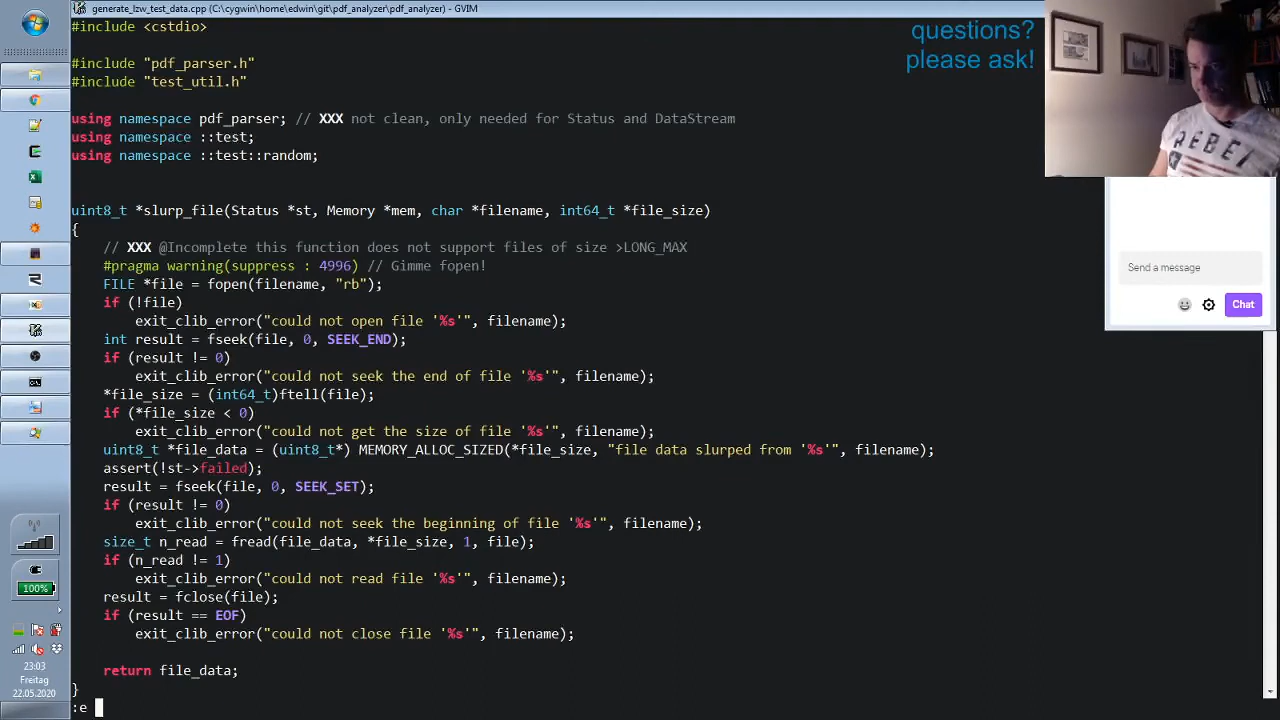 generate_lzw_test_data.cpp (C:\cygwin\home\edwin\git\pdf_analyzer\pdf_analyzer) - GVIM
#include <cstdio>
#include "pdf_parser.h"
#include "test_util.h"
using namespace pdf_parser; // XXX not clean, only needed for Status and DataStream
using namespace ::test;
using namespace ::test::random;
uint8_t *slurp_file(Status *st, Memory *mem, char *filename, int64_t *file_size)
{
// XXX @Incomplete this function does not support files of size >LONG_MAX
#pragma warning(suppress : 4996) // Gimme fopen!
FILE *file = fopen(filename, "rb");
if (!file)
exit_clib_error("could not open file '%s'", filename);
int result = fseek(file, 0, SEEK_END);
if (result != 0)
exit_clib_error("could not seek the end of file '%s'", filename);
*file_size = (int64_t)ftell(file);
if (*file_size < 0)
exit_clib_error("could not get the size of file '%s'", filename);
uint8_t *file_data = (uint8_t*) MEMORY_ALLOC_SIZED(*file_size, "file data slurped from '%s'", filename);
assert(!st->failed);
result = fseek(file, 0, SEEK_SET);
if (result != 0)
exit_clib_error("could not seek the beginning of file '%s'", filename);
size_t n_read = fread(file_data, *file_size, 1, file);
if (n_read != 1)
exit_clib_error("could not read file '%s'", filename);
result = fclose(file);
if (result == EOF)
exit_clib_error("could not close file '%s'", filename);
return file_data;
}
:e
questions?
please ask!
REBEL
Send a message
Chat
100%
23:03
Freitag
22.05.2020